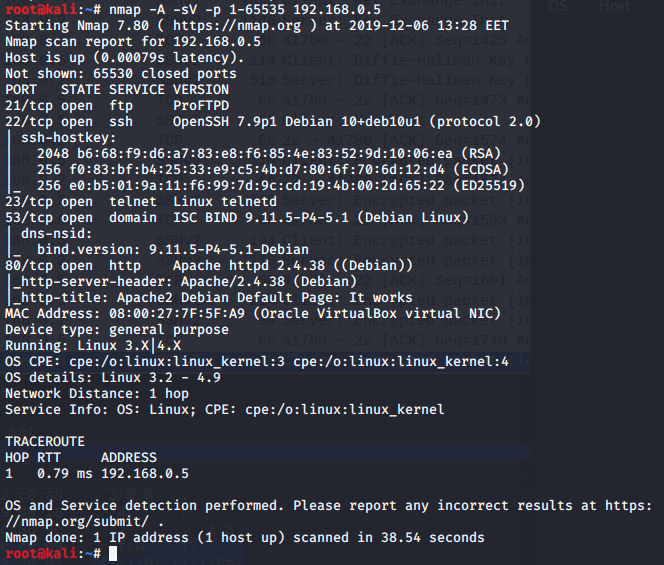 OS Host
root@kali:~# nmap -A -sV -p 1-65535 192.168.0.5
Starting Nmap 7.80 ( https://nmap.org ) at 2019-12-06 13:28 EET
Nmap scan report for 192.168.0.5
Host is up (0.00079s latency).
Not shown: 65530 closed ports
PORT   STATE SERVICE VERSION
21/tcp open  ftp     ProFTPD
22/tcp open  ssh     OpenSSH 7.9p1 Debian 10+deb10u1 (protocol 2.0)
| ssh-hostkey:
|   2048 b6:68:f9:d6:a7:83:e8:f6:85:4e:83:52:9d:10:06:ea (RSA)
|   256 f0:83:bf:b4:25:33:e9:c5:4b:d7:80:6f:70:6d:12:d4 (ECDSA)
|_  256 e0:b5:01:9a:11:f6:99:7d:9c:cd:19:4b:00:2d:65:22 (ED25519)
23/tcp open  telnet  Linux telnetd
53/tcp open  domain  ISC BIND 9.11.5-P4-5.1 (Debian Linux)
| dns-nsid:
|_  bind.version: 9.11.5-P4-5.1-Debian
80/tcp open  http    Apache httpd 2.4.38 ((Debian))
|_http-server-header: Apache/2.4.38 (Debian)
|_http-title: Apache2 Debian Default Page: It works
MAC Address: 08:00:27:7F:5F:A9 (Oracle VirtualBox virtual NIC)
Device type: general purpose
Running: Linux 3.X|4.X
OS CPE: cpe:/o:linux:linux_kernel:3 cpe:/o:linux:linux_kernel:4
OS details: Linux 3.2 - 4.9
Network Distance: 1 hop
Service Info: OS: Linux; CPE: cpe:/o:linux:linux_kernel
TRACEROUTE
HOP RTT     ADDRESS
1   0.79 ms 192.168.0.5
OS and Service detection performed. Please report any incorrect results at https:
//nmap.org/submit/ .
Nmap done: 1 IP address (1 host up) scanned in 38.54 seconds
root@kali:~#